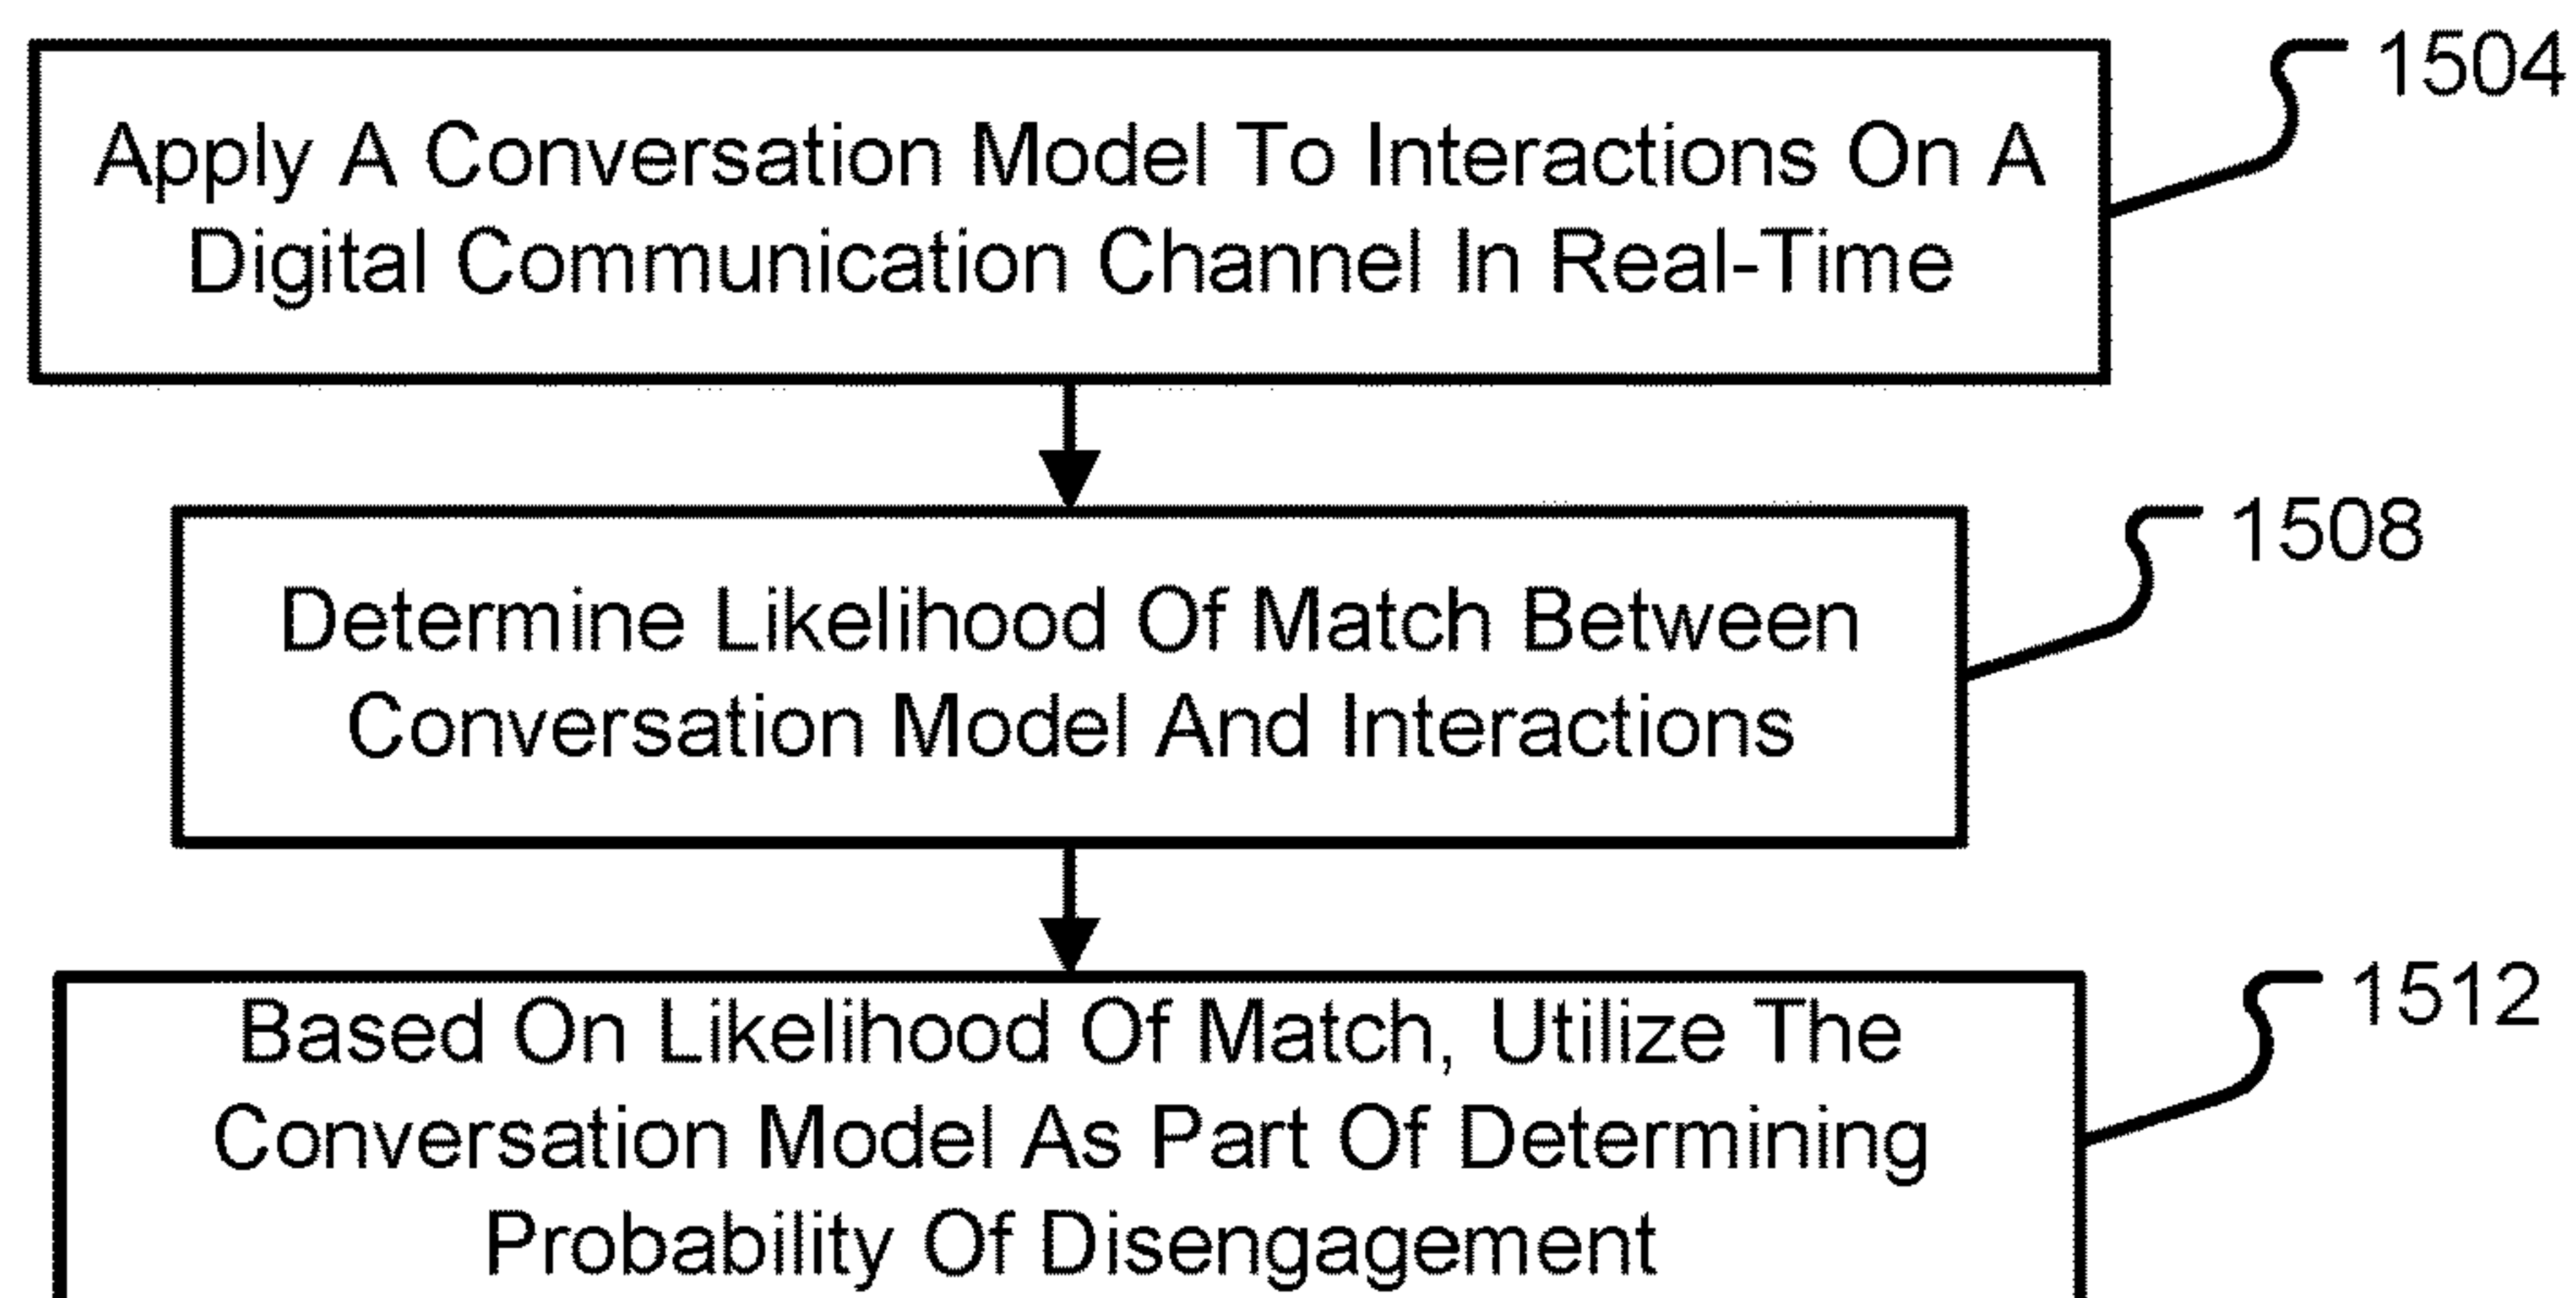 1504
Apply A Conversation Model To Interactions On A
Digital Communication Channel In Real-Time
1508
Determine Likelihood Of Match Between
Conversation Model And Interactions
1512
Based On Likelihood Of Match, Utilize The
Conversation Model As Part Of Determining
Probability Of Disengagement